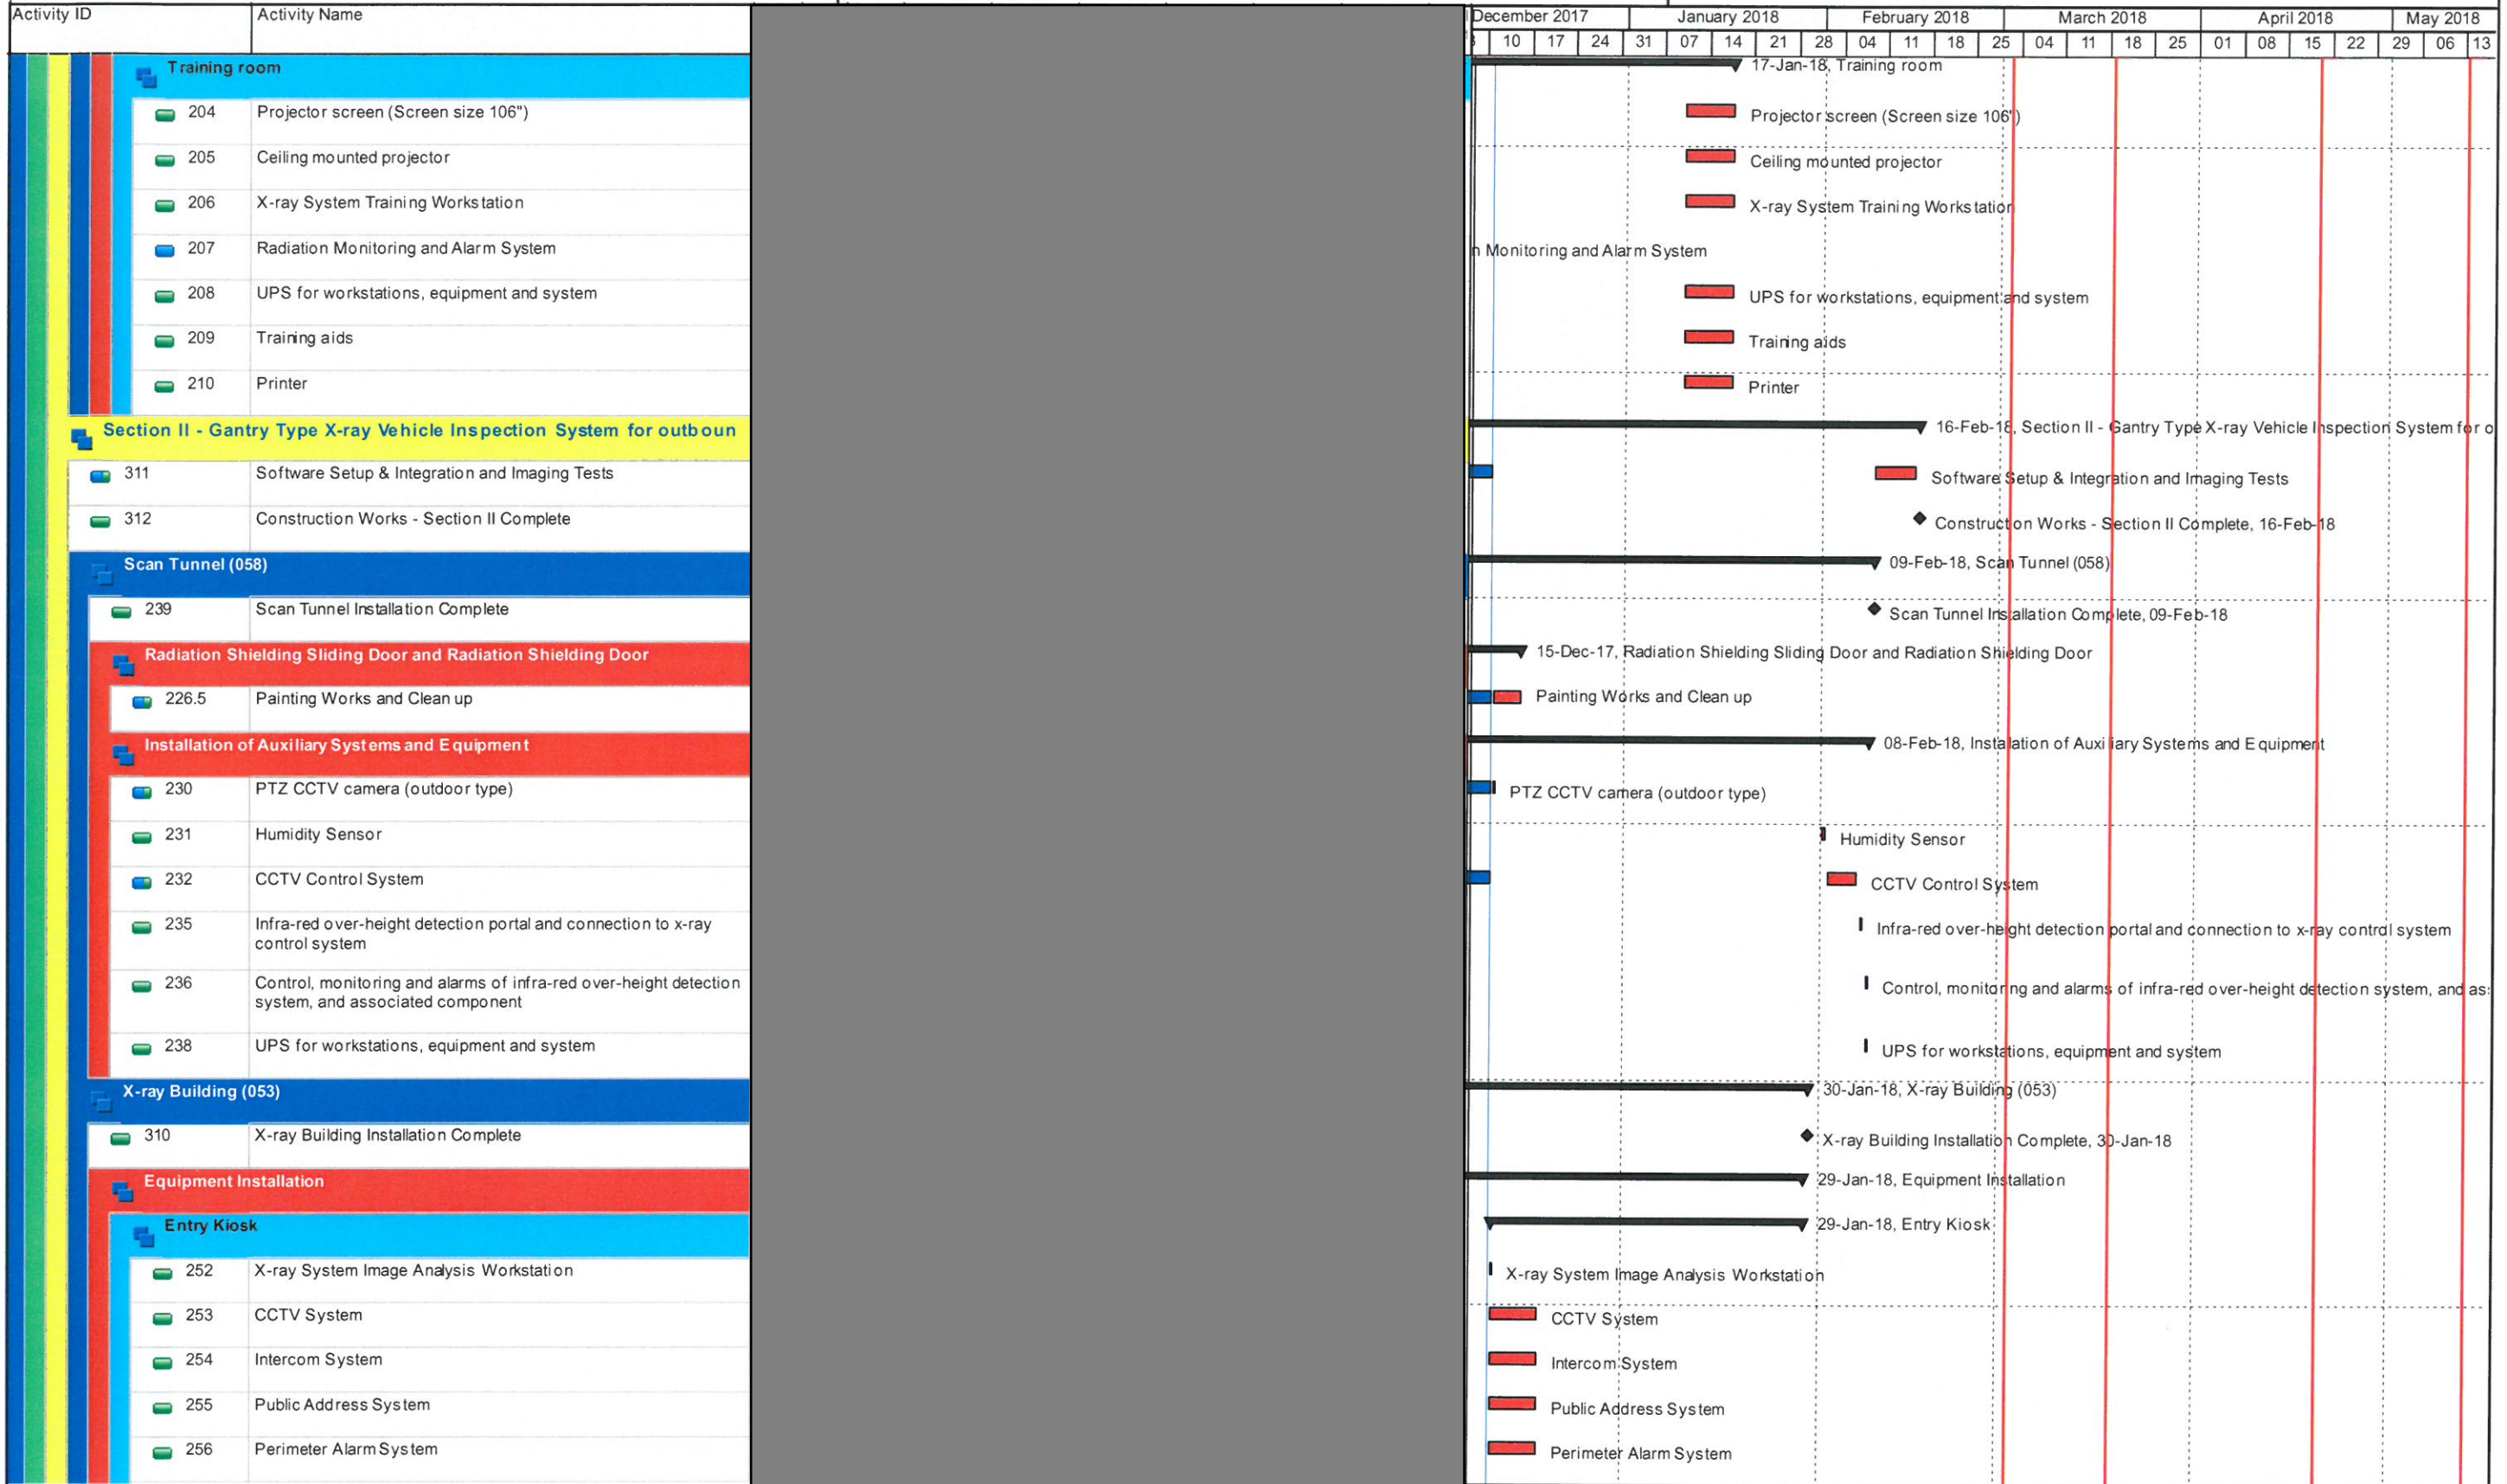 Activity ID Activity Name December 2017 January 2018 February 2018 March 2018 April 2018 May 2018
10 17 24 31 07 14 21 28 04 11 18 25 04 11 18 25 01 08 15 22 29 06 13
Training room 17-Jan-18, Training room
204 Projector screen (Screen size 106") Projector screen (Screen size 106")
205 Ceiling mounted projector Ceiling mounted projector
206 X-ray System Training Workstation X-ray System Training Workstation
207 Radiation Monitoring and Alarm System n Monitoring and Alarm System
208 UPS for workstations, equipment and system UPS for workstations, equipment and system
209 Training aids Training aids
210 Printer Printer
Section II - Gantry Type X-ray Vehicle Inspection System for outboun 16-Feb-18, Section II - Gantry Type X-ray Vehicle Inspection System for o
311 Software Setup & Integration and Imaging Tests Software Setup & Integration and Imaging Tests
312 Construction Works - Section II Complete Construction Works - Section II Complete, 16-Feb-18
Scan Tunnel (058) 09-Feb-18, Scan Tunnel (058)
239 Scan Tunnel Installation Complete Scan Tunnel Installation Complete, 09-Feb-18
Radiation Shielding Sliding Door and Radiation Shielding Door 15-Dec-17, Radiation Shielding Sliding Door and Radiation Shielding Door
226.5 Painting Works and Clean up Painting Works and Clean up
Installation of Auxiliary Systems and Equipment 08-Feb-18, Installation of Auxiliary Systems and Equipment
230 PTZ CCTV camera (outdoor type) PTZ CCTV camera (outdoor type)
231 Humidity Sensor Humidity Sensor
232 CCTV Control System CCTV Control System
235 Infra-red over-height detection portal and connection to x-ray Infra-red over-height detection portal and connection to x-ray control system
control system
236 Control, monitoring and alarms of infra-red over-height detection Control, monitoring and alarms of infra-red over-height detection system, and as
system, and associated component
238 UPS for workstations, equipment and system UPS for workstations, equipment and system
X-ray Building (053) 30-Jan-18, X-ray Building (053)
310 X-ray Building Installation Complete X-ray Building Installation Complete, 30-Jan-18
Equipment Installation 29-Jan-18, Equipment Installation
Entry Kiosk 29-Jan-18, Entry Kiosk
252 X-ray System Image Analysis Workstation X-ray System Image Analysis Workstation
253 CCTV System CCTV System
254 Intercom System Intercom System
255 Public Address System Public Address System
256 Perimeter Alarm System Perimeter Alarm System